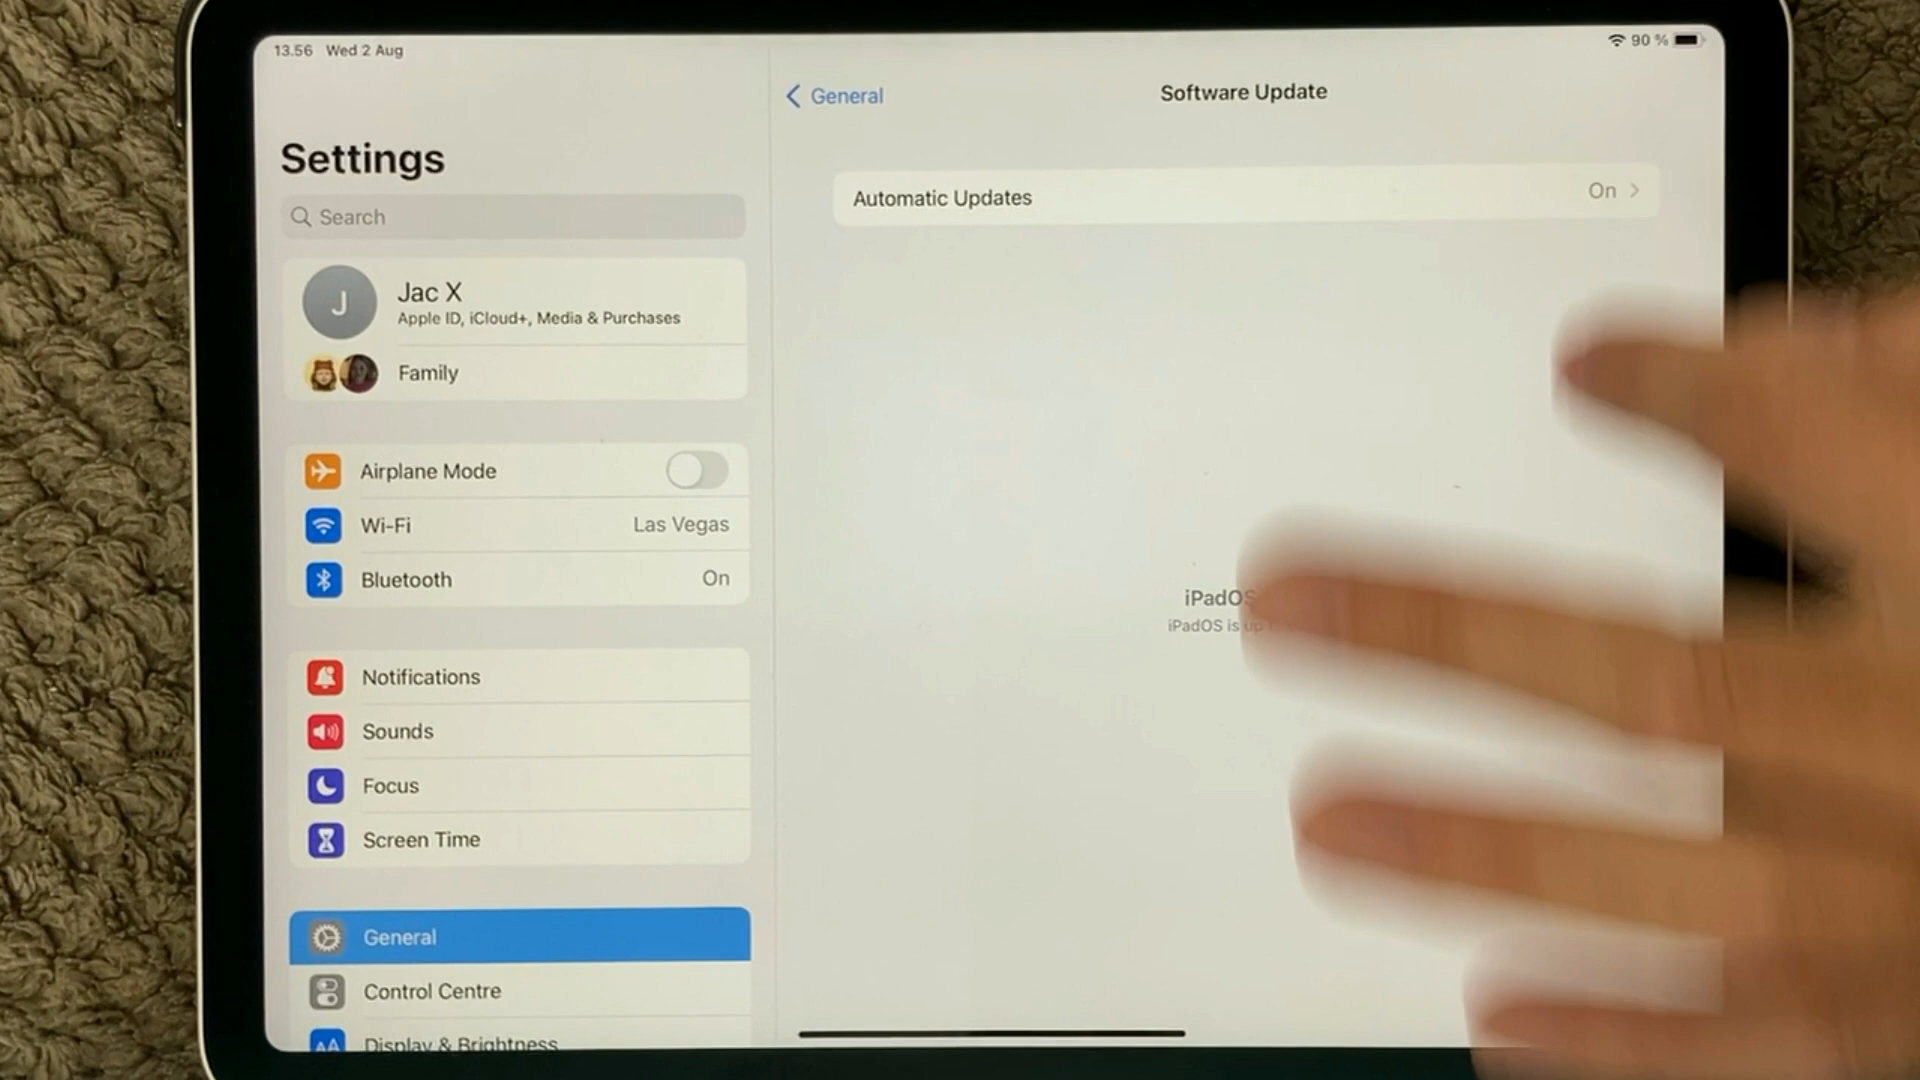 13.56 Wed 2 Aug
90 %
Settings
Search
J
Jac X
Apple ID, iCloud+, Media & Purchases
Family
Airplane Mode
Wi-Fi Las Vegas
Bluetooth On
Notifications
Sounds
Focus
Screen Time
General
Control Centre
AA Display & Brightness
General
Software Update
Automatic Updates On
iPadOS
iPadOS is up